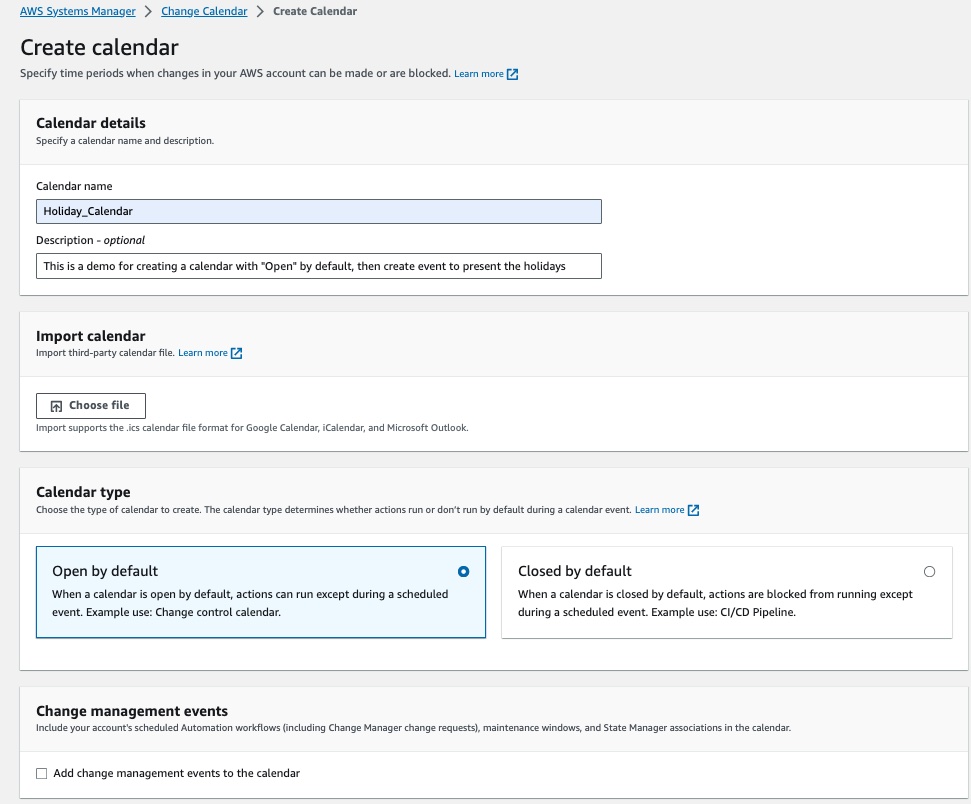 AWS Systems Manager > Change Calendar > Create Calendar
Create calendar
Specify time periods when changes in your AWS account can be made or are blocked. Learn more
Calendar details
Specify a calendar name and description.
Calendar name
Holiday_Calendar
Description - optional
This is a demo for creating a calendar with "Open" by default, then create event to present the holidays
Import calendar
Import third-party calendar file. Learn more
Choose file
Import supports the .ics calendar file format for Google Calendar, iCalendar, and Microsoft Outlook.
Calendar type
Choose the type of calendar to create. The calendar type determines whether actions run or don't run by default during a calendar event. Learn more
Open by default
When a calendar is open by default, actions can run except during a scheduled
event. Example use: Change control calendar.
Closed by default
When a calendar is closed by default, actions are blocked from running except
during a scheduled event. Example use: CI/CD Pipeline.
Change management events
Include your account's scheduled Automation workflows (including Change Manager change requests), maintenance windows, and State Manager associations in the calendar.
Add change management events to the calendar